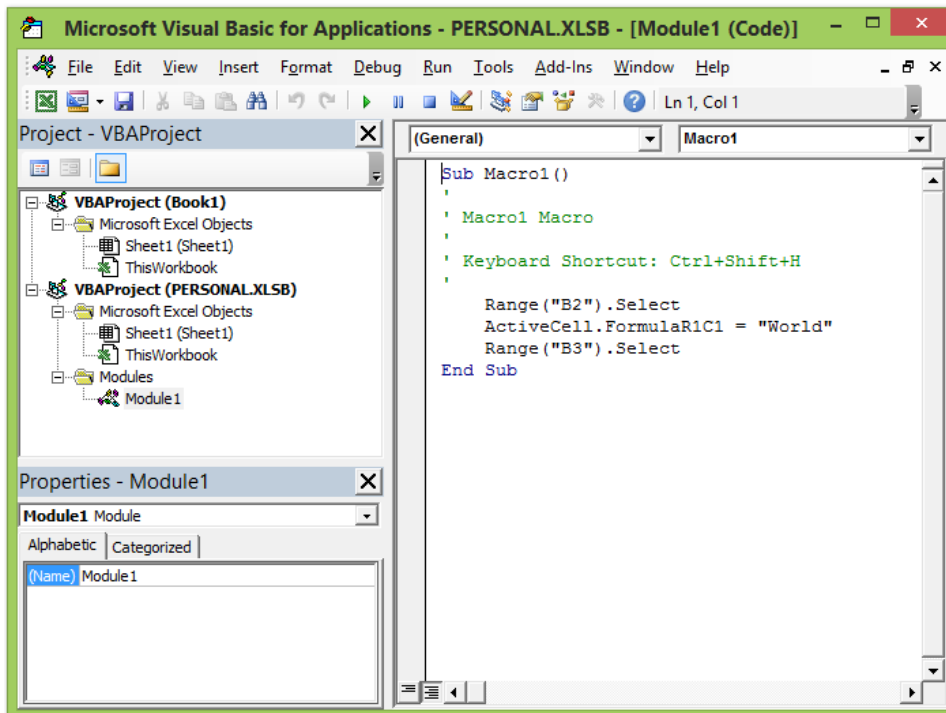 Microsoft Visual Basic for Applications - PERSONAL.XLSB - [Module1 (Code)]
File Edit View Insert Format Debug Run Tools Add-Ins Window Help
Ln 1, Col 1
Project - VBAProject
VBAProject (Book1)
Microsoft Excel Objects
Sheet1 (Sheet1)
ThisWorkbook
VBAProject (PERSONAL.XLSB)
Microsoft Excel Objects
Sheet1 (Sheet1)
ThisWorkbook
Modules
Module1
Properties - Module1
Module1 Module
Alphabetic Categorized
(Name) Module1
(General) Macro1
Sub Macro1()
'
' Macro1 Macro
'
' Keyboard Shortcut: Ctrl+Shift+H
'
Range("B2").Select
ActiveCell.FormulaR1C1 = "World"
Range("B3").Select
End Sub